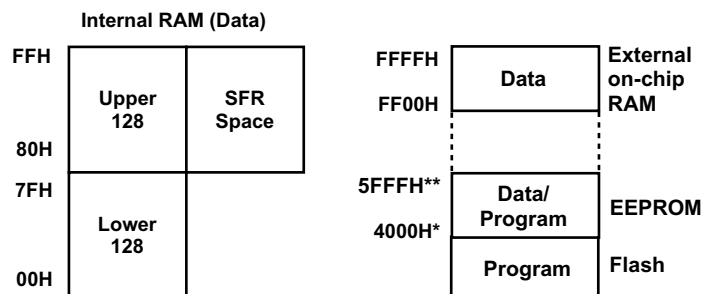 Internal RAM (Data)
FFH
Upper
128
SFR
Space
80H
7FH
Lower
128
00H
FFFFH
Data
External
on-chip
RAM
FF00H
5FFFH**
Data/
Program
EEPROM
4000H*
Program
Flash